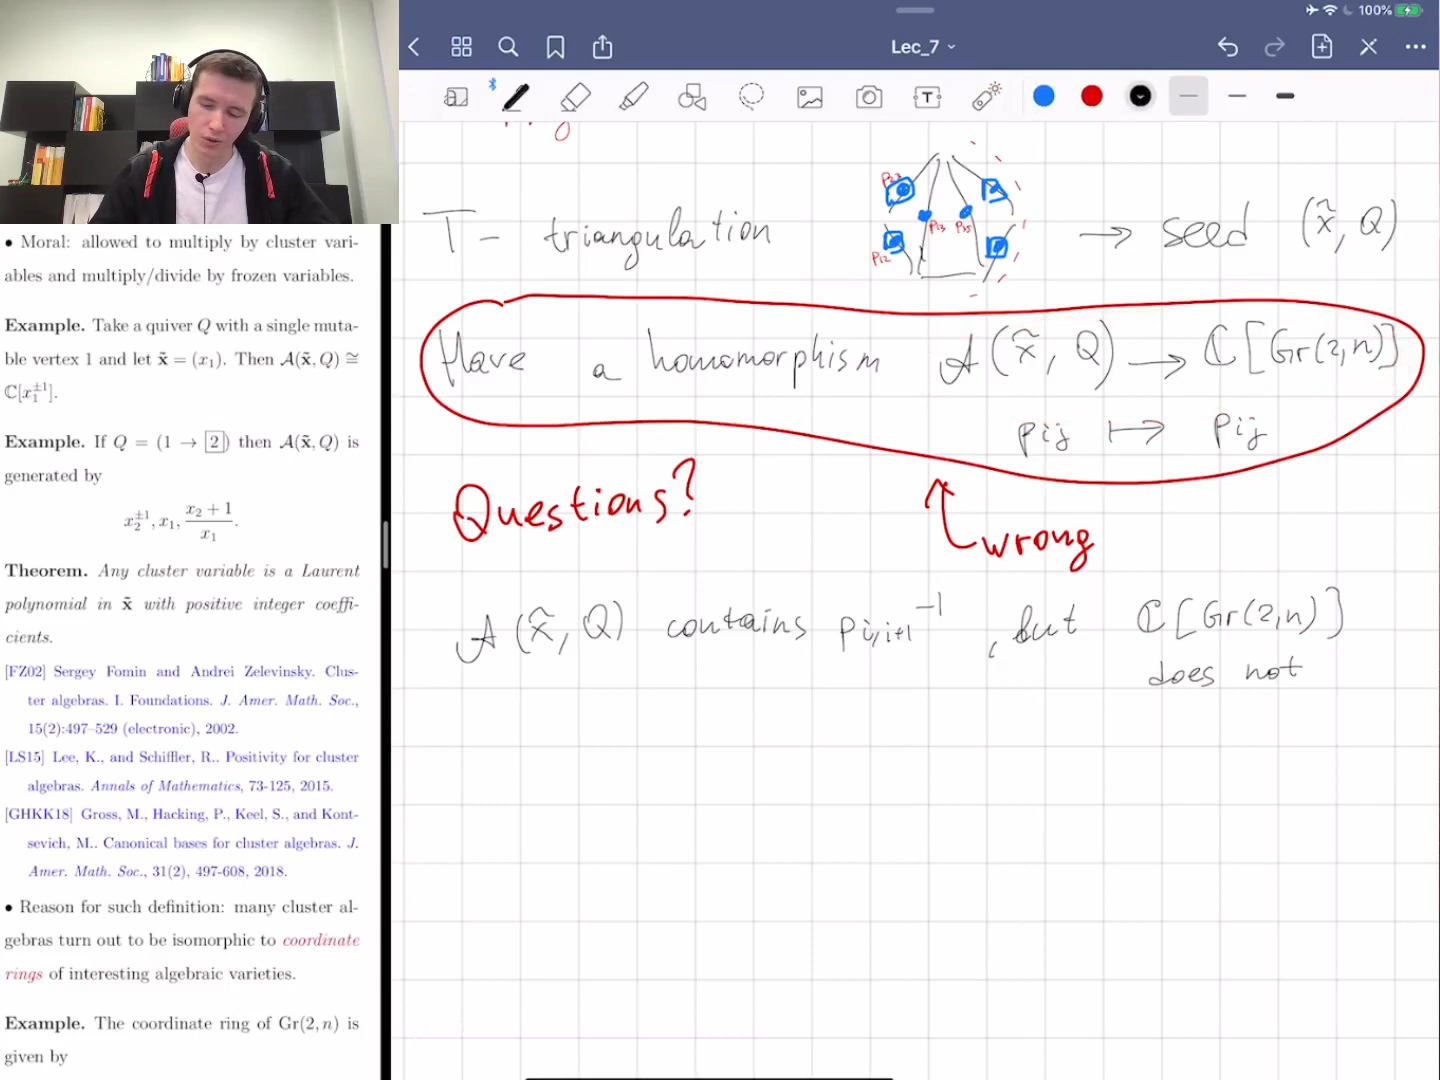 100%
Lec_7
• Moral: allowed to multiply by cluster vari-
ables and multiply/divide by frozen variables.
Example. Take a quiver Q with a single muta-
ble vertex 1 and let x̃ = (x₁). Then 𝒜(x̃, Q) ≅
ℂ[x₁^{±1}].
Example. If Q = (1 → [2]) then 𝒜(x̃, Q) is
generated by
x₂^{±1}, x₁, (x₂ + 1)/x₁.
Theorem. Any cluster variable is a Laurent
polynomial in x̃ with positive integer coeffi-
cients.
[FZ02] Sergey Fomin and Andrei Zelevinsky. Clus-
ter algebras. I. Foundations. J. Amer. Math. Soc.,
15(2):497–529 (electronic), 2002.
[LS15] Lee, K., and Schiffler, R.. Positivity for cluster
algebras. Annals of Mathematics, 73-125, 2015.
[GHKK18] Gross, M., Hacking, P., Keel, S., and Kont-
sevich, M.. Canonical bases for cluster algebras. J.
Amer. Math. Soc., 31(2), 497-608, 2018.
• Reason for such definition: many cluster al-
gebras turn out to be isomorphic to coordinate
rings of interesting algebraic varieties.
Example. The coordinate ring of Gr(2, n) is
given by
T - triangulation → seed (x̃, Q)
P₂₃ P₁₃ P₃₅ P₁₂
Have a homomorphism 𝒜(x̃, Q) → ℂ[Gr(2,n)]
Pij ↦ Pij
Questions?
wrong
𝒜(x̃, Q) contains P_{i,i+1}^{-1}, but ℂ[Gr(2,n)]
does not